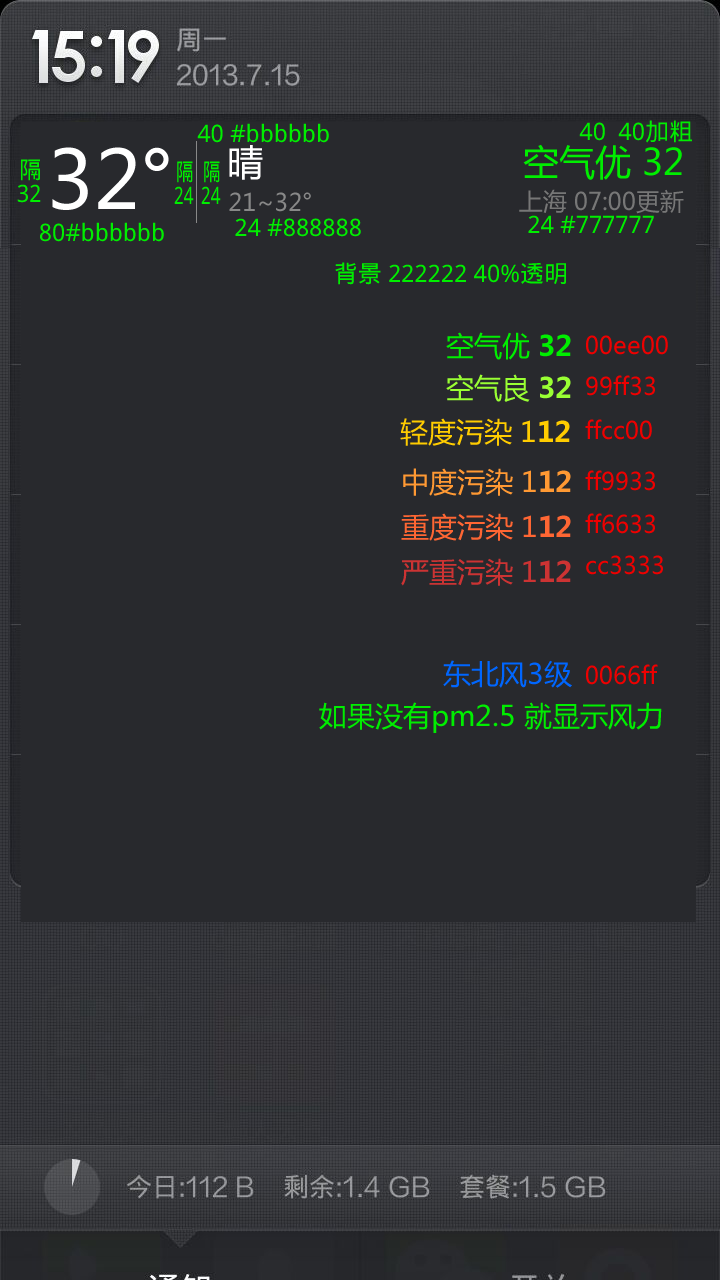 15:19 周一
2013.7.15
40 #bbbbbb
40 40加粗
隔
32
32°
隔
24
隔
24
晴
空气优 32
21~32°
上海 07:00更新
80#bbbbbb
24 #888888
24 #777777
背景 222222 40%透明
空气优 32 00ee00
空气良 32 99ff33
轻度污染 112 ffcc00
中度污染 112 ff9933
重度污染 112 ff6633
严重污染 112 cc3333
东北风3级 0066ff
如果没有pm2.5 就显示风力
今日:112 B 剩余:1.4 GB 套餐:1.5 GB
通知
开关